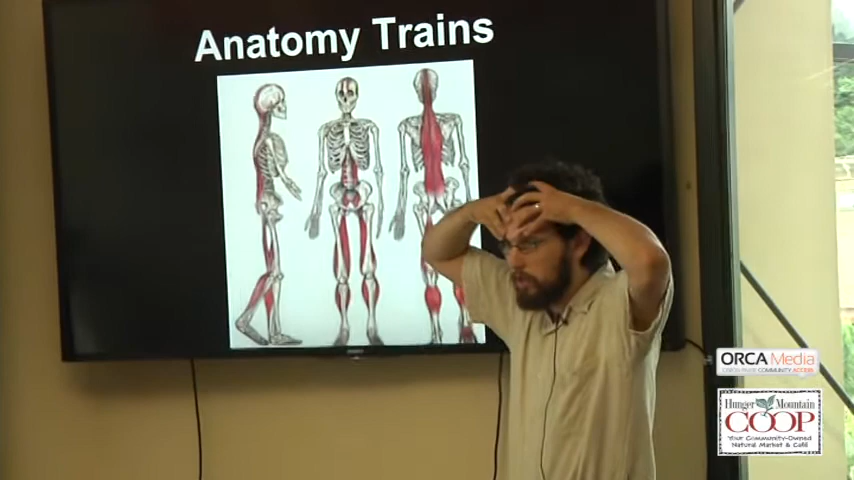 Anatomy Trains
ORCA Media
Hunger Mountain
COOP
Your Community-Owned
Natural Market & Café